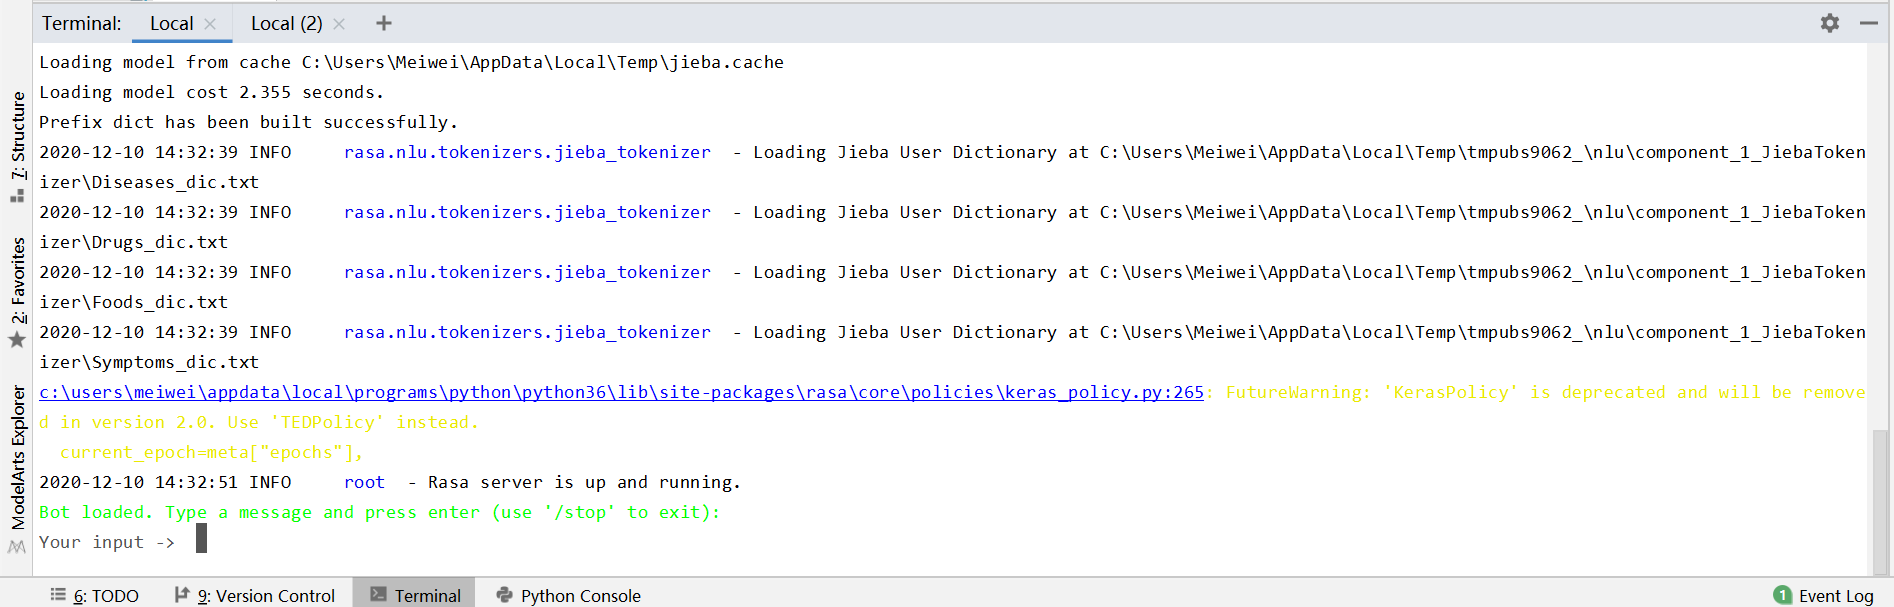 Terminal: Local × Local (2) × +
Loading model from cache C:\Users\Meiwei\AppData\Local\Temp\jieba.cache
Loading model cost 2.355 seconds.
Prefix dict has been built successfully.
2020-12-10 14:32:39 INFO     rasa.nlu.tokenizers.jieba_tokenizer  - Loading Jieba User Dictionary at C:\Users\Meiwei\AppData\Local\Temp\tmpubs9062_\nlu\component_1_JiebaToken
izer\Diseases_dic.txt
2020-12-10 14:32:39 INFO     rasa.nlu.tokenizers.jieba_tokenizer  - Loading Jieba User Dictionary at C:\Users\Meiwei\AppData\Local\Temp\tmpubs9062_\nlu\component_1_JiebaToken
izer\Drugs_dic.txt
2020-12-10 14:32:39 INFO     rasa.nlu.tokenizers.jieba_tokenizer  - Loading Jieba User Dictionary at C:\Users\Meiwei\AppData\Local\Temp\tmpubs9062_\nlu\component_1_JiebaToken
izer\Foods_dic.txt
2020-12-10 14:32:39 INFO     rasa.nlu.tokenizers.jieba_tokenizer  - Loading Jieba User Dictionary at C:\Users\Meiwei\AppData\Local\Temp\tmpubs9062_\nlu\component_1_JiebaToken
izer\Symptoms_dic.txt
c:\users\meiwei\appdata\local\programs\python\python36\lib\site-packages\rasa\core\policies\keras_policy.py:265: FutureWarning: 'KerasPolicy' is deprecated and will be remove
d in version 2.0. Use 'TEDPolicy' instead.
  current_epoch=meta["epochs"],
2020-12-10 14:32:51 INFO     root  - Rasa server is up and running.
Bot loaded. Type a message and press enter (use '/stop' to exit):
Your input ->
7: Structure
2: Favorites
ModelArts Explorer
6: TODO 9: Version Control Terminal Python Console 1 Event Log